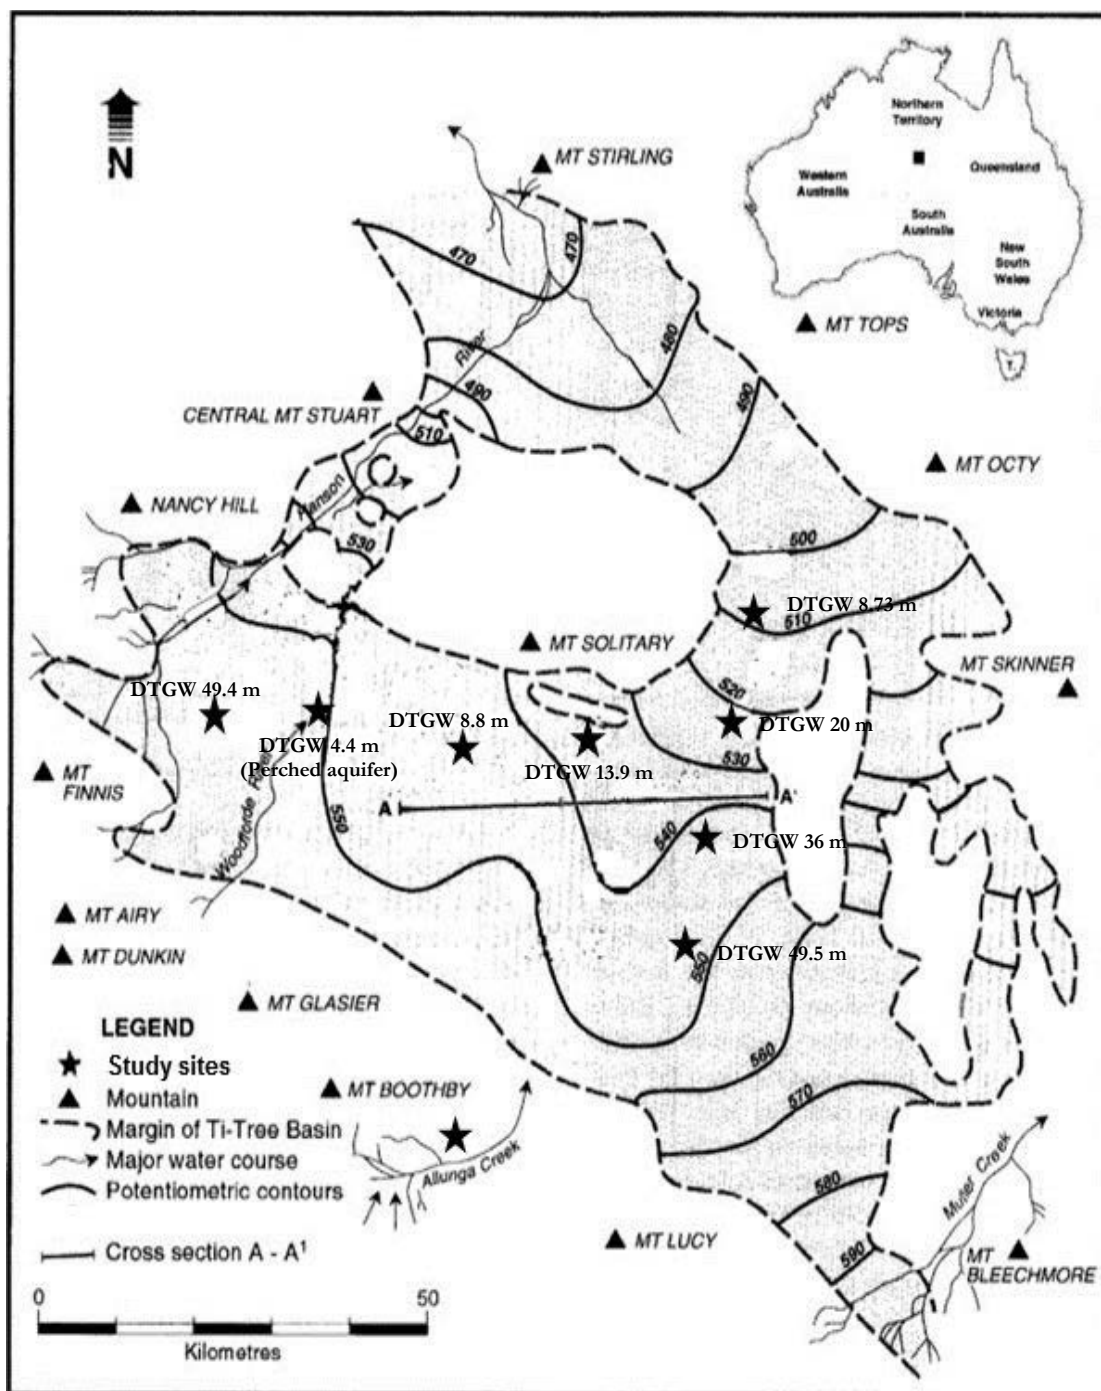 N
MT STIRLING
Northern
Territory
Western
Australia
Queensland
South
Australia
New
South
Wales
Victoria
T.
MT TOPS
470
470
River
480
490
490
CENTRAL MT STUART
510
MT OCTY
NANCY HILL
Hanson
530
500
DTGW 8.73 m
510
MT SOLITARY
MT SKINNER
520
DTGW 49.4 m
DTGW 8.8 m
DTGW 20 m
DTGW 4.4 m
(Perched aquifer)
DTGW 13.9 m
530
MT
FINNIS
A
A'
550
Woodforde River
540
DTGW 36 m
MT AIRY
MT DUNKIN
DTGW 49.5 m
550
MT GLASIER
LEGEND
Study sites
Mountain
Margin of Ti-Tree Basin
Major water course
Potentiometric contours
Cross section A - A¹
MT BOOTHBY
Allunga Creek
560
570
580
590
MT LUCY
Muller Creek
MT
BLEECHMORE
0
50
Kilometres